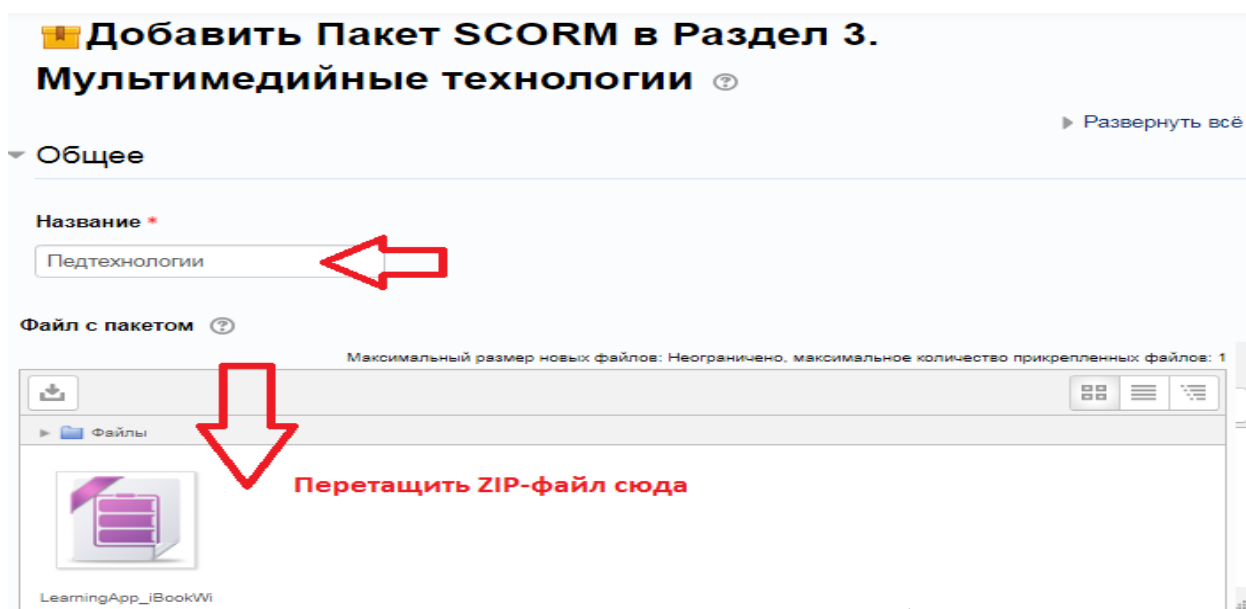 Добавить Пакет SCORM в Раздел 3.
Мультимедийные технологии
Развернуть всё
Общее
Название *
Педтехнологии
Файл с пакетом
Максимальный размер новых файлов: Неограничено, максимальное количество прикрепленных файлов: 1
Файлы
Перетащить ZIP-файл сюда
LearningApp_iBookWi